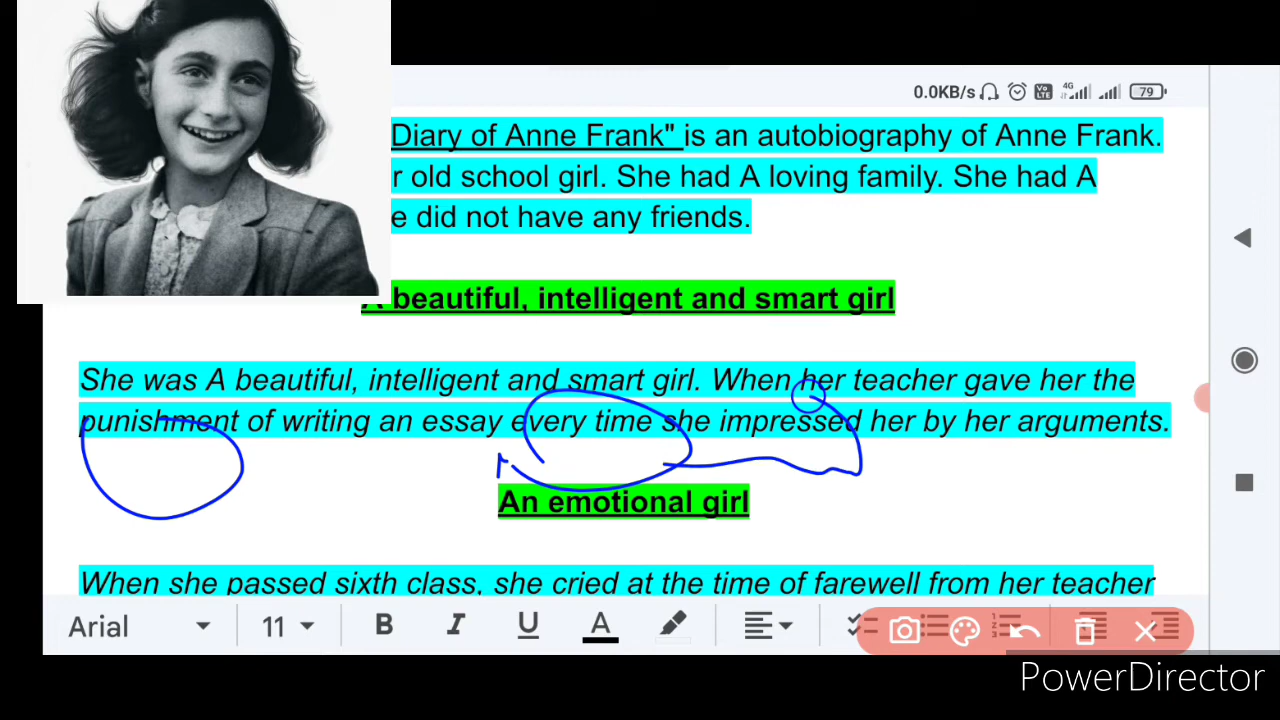 0.0KB/s 4G Vo LTE 79
Diary of Anne Frank" is an autobiography of Anne Frank.
r old school girl. She had A loving family. She had A
e did not have any friends.
A beautiful, intelligent and smart girl
She was A beautiful, intelligent and smart girl. When her teacher gave her the
punishment of writing an essay every time she impressed her by her arguments.
An emotional girl
When she passed sixth class, she cried at the time of farewell from her teacher
Arial 11 B I U A
PowerDirector